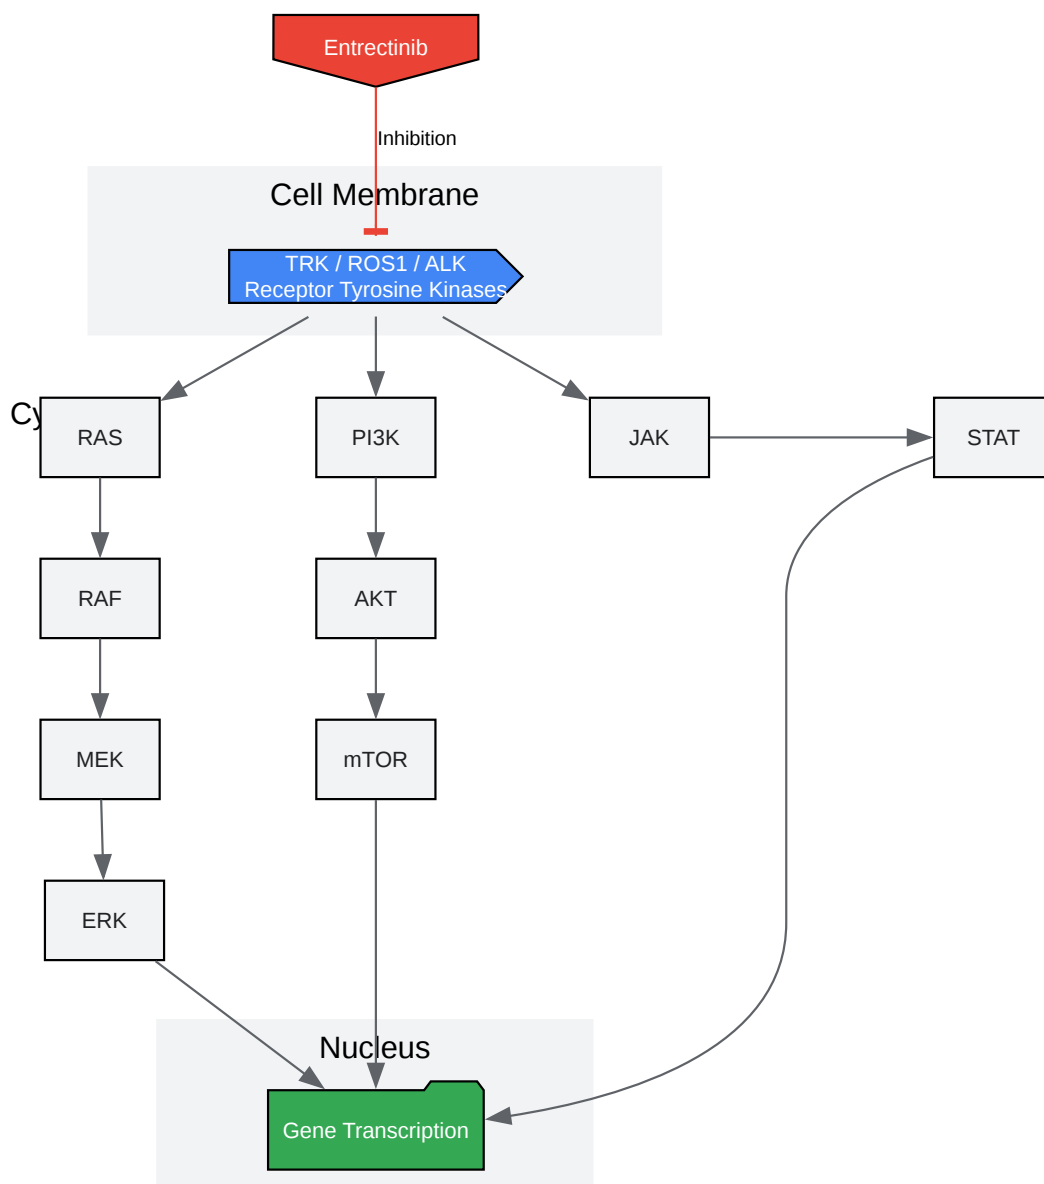 Entrectinib
Inhibition
Cell Membrane
TRK / ROS1 / ALK
Receptor Tyrosine Kinases
Cy
RAS
PI3K
JAK
STAT
RAF
AKT
MEK
mTOR
ERK
Nucleus
Gene Transcription